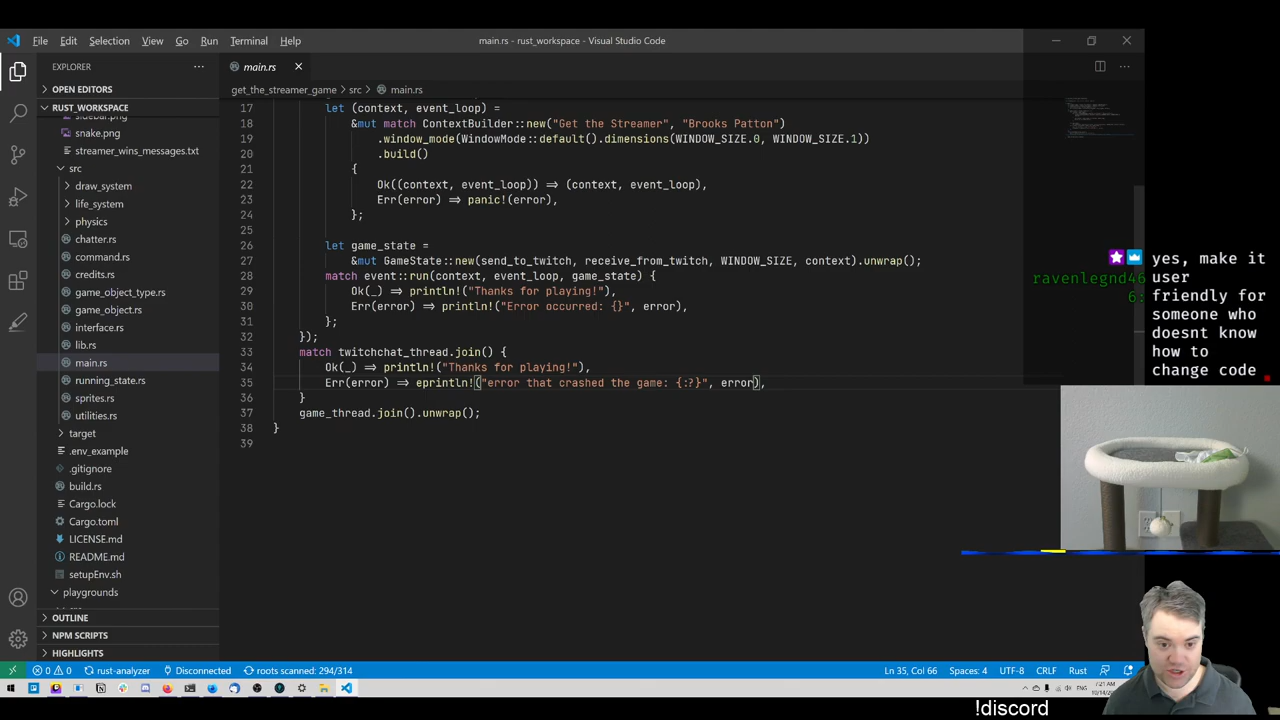 File Edit Selection View Go Run Terminal Help
main.rs - rust_workspace - Visual Studio Code
EXPLORER
OPEN EDITORS
RUST_WORKSPACE
sidebar.png
snake.png
streamer_wins_messages.txt
src
draw_system
life_system
physics
chatter.rs
command.rs
credits.rs
game_object_type.rs
game_object.rs
interface.rs
lib.rs
main.rs
running_state.rs
sprites.rs
utilities.rs
target
.env_example
.gitignore
build.rs
Cargo.lock
Cargo.toml
LICENSE.md
README.md
setupEnv.sh
playgrounds
OUTLINE
NPM SCRIPTS
HIGHLIGHTS
main.rs
get_the_streamer_game > src > main.rs
17 let (context, event_loop) =
18 &mut match ContextBuilder::new("Get the Streamer", "Brooks Patton")
19 .window_mode(WindowMode::default().dimensions(WINDOW_SIZE.0, WINDOW_SIZE.1))
20 .build()
21 {
22 Ok((context, event_loop)) => (context, event_loop),
23 Err(error) => panic!(error),
24 };
25
26 let game_state =
27 &mut GameState::new(send_to_twitch, receive_from_twitch, WINDOW_SIZE, context).unwrap();
28 match event::run(context, event_loop, game_state) {
29 Ok(_) => println!("Thanks for playing!"),
30 Err(error) => println!("Error occurred: {}", error),
31 };
32 });
33 match twitchchat_thread.join() {
34 Ok(_) => println!("Thanks for playing!"),
35 Err(error) => eprintln!("error that crashed the game: {:?}", error),
36 }
37 game_thread.join().unwrap();
38 }
39
ravenlegnd46
6:
yes, make it
user
friendly for
someone who
doesnt know
how to
change code
0 0 rust-analyzer Disconnected roots scanned: 294/314
Ln 35, Col 66 Spaces: 4 UTF-8 CRLF Rust
ENG
7:21 AM
!discord